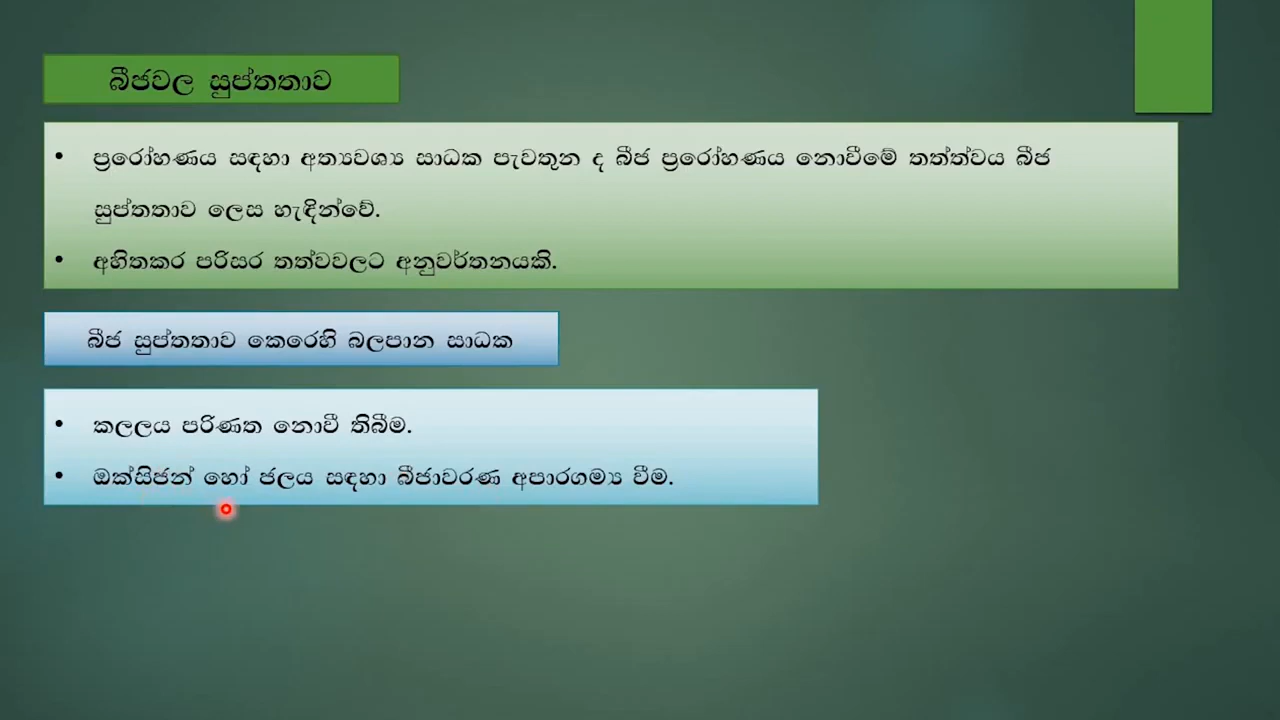 බීජවල සුප්තතාව
• ප්‍රරෝහණය සඳහා අත්‍යවශ්‍ය සාධක පැවතුන ද බීජ ප්‍රරෝහණය නොවීමේ තත්ත්වය බීජ
සුප්තතාව ලෙස හැඳින්වේ.
• අහිතකර පරිසර තත්වවලට අනුවර්තනයකි.
බීජ සුප්තතාව කෙරෙහි බලපාන සාධක
• කලලය පරිණත නොවී තිබීම.
• ඔක්සිජන් හෝ ජලය සඳහා බීජාවරණ අපාරගම්‍ය වීම.